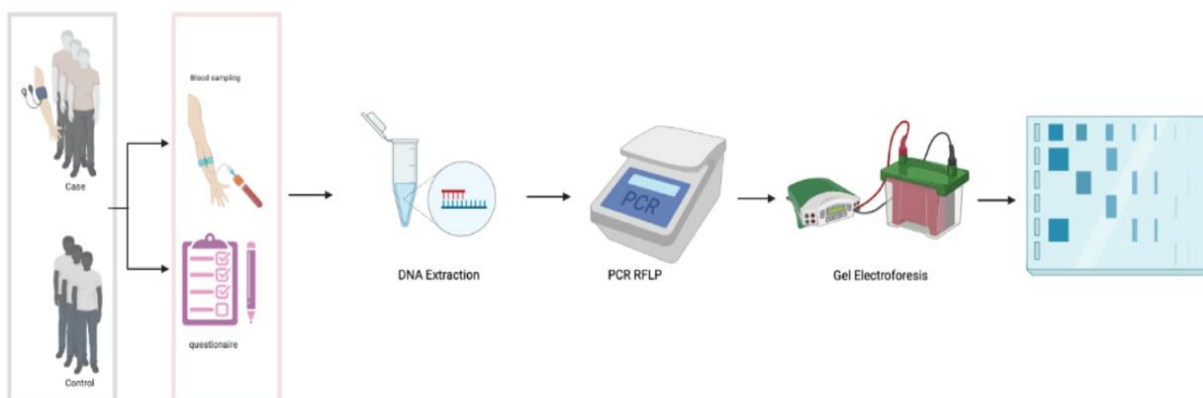 Case
Control
Blood sampling
questionaire
DNA Extraction
PCR
PCR RFLP
Gel Electroforesis